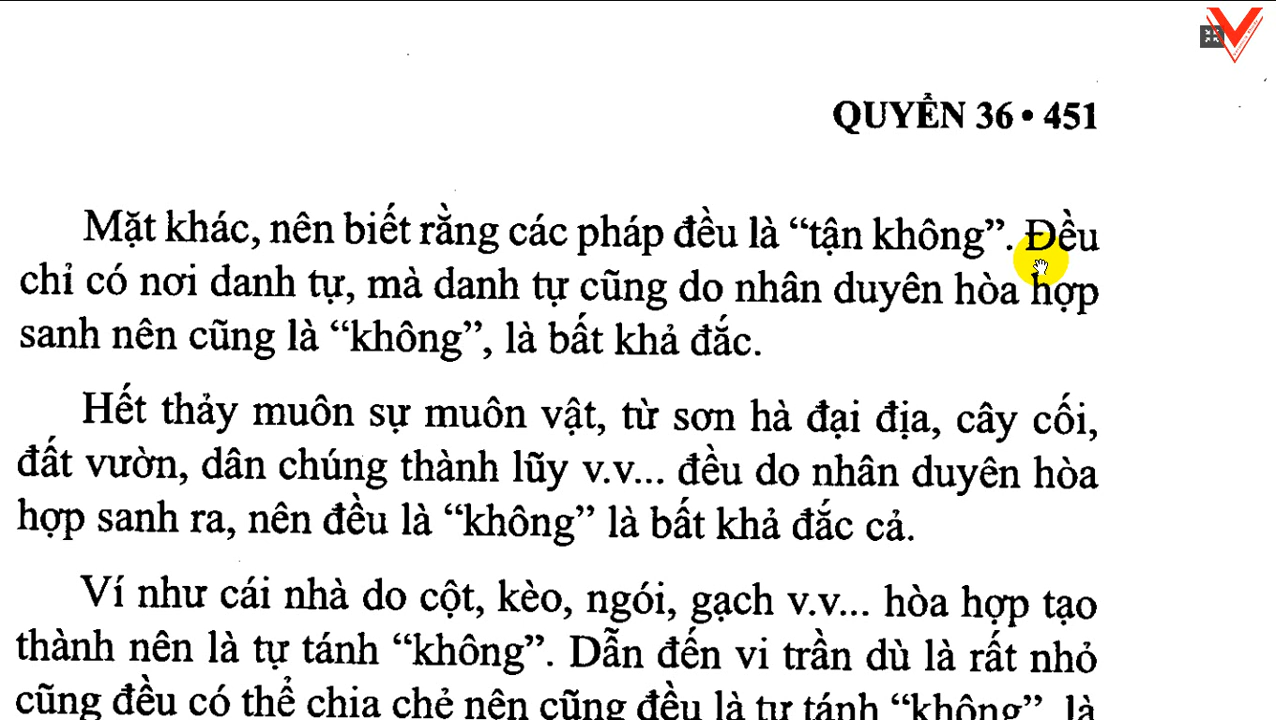 QUYỂN 36 • 451
Mặt khác, nên biết rằng các pháp đều là “tận không”. Đều
chỉ có nơi danh tự, mà danh tự cũng do nhân duyên hòa hợp
sanh nên cũng là “không”, là bất khả đắc.
Hết thảy muôn sự muôn vật, từ sơn hà đại địa, cây cối,
đất vườn, dân chúng thành lũy v.v... đều do nhân duyên hòa
hợp sanh ra, nên đều là “không” là bất khả đắc cả.
Ví như cái nhà do cột, kèo, ngói, gạch v.v... hòa hợp tạo
thành nên là tự tánh “không”. Dẫn đến vi trần dù là rất nhỏ
cũng đều có thể chia chẻ nên cũng đều là tự tánh “không”, là